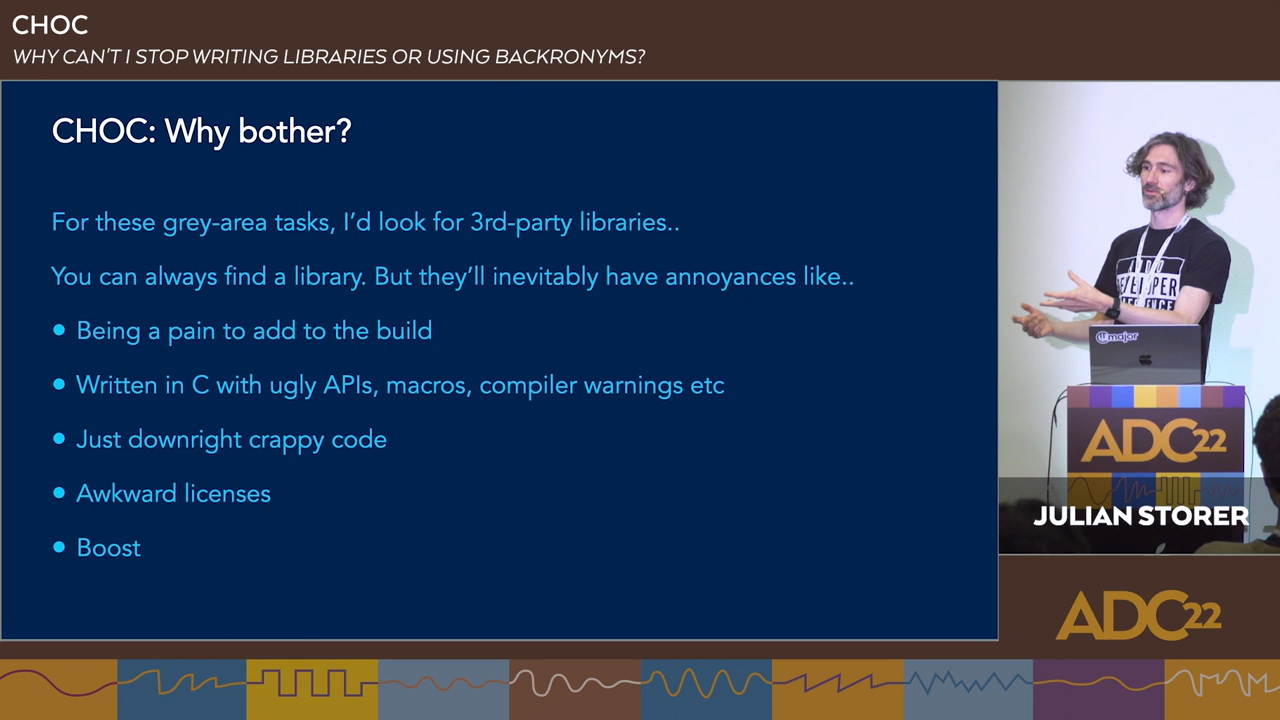 CHOC
WHY CAN'T I STOP WRITING LIBRARIES OR USING BACKRONYMS?
CHOC: Why bother?
For these grey-area tasks, I'd look for 3rd-party libraries..
You can always find a library. But they'll inevitably have annoyances like..
• Being a pain to add to the build
• Written in C with ugly APIs, macros, compiler warnings etc
• Just downright crappy code
• Awkward licenses
• Boost
major
ADC22
JULIAN STORER
ADC22